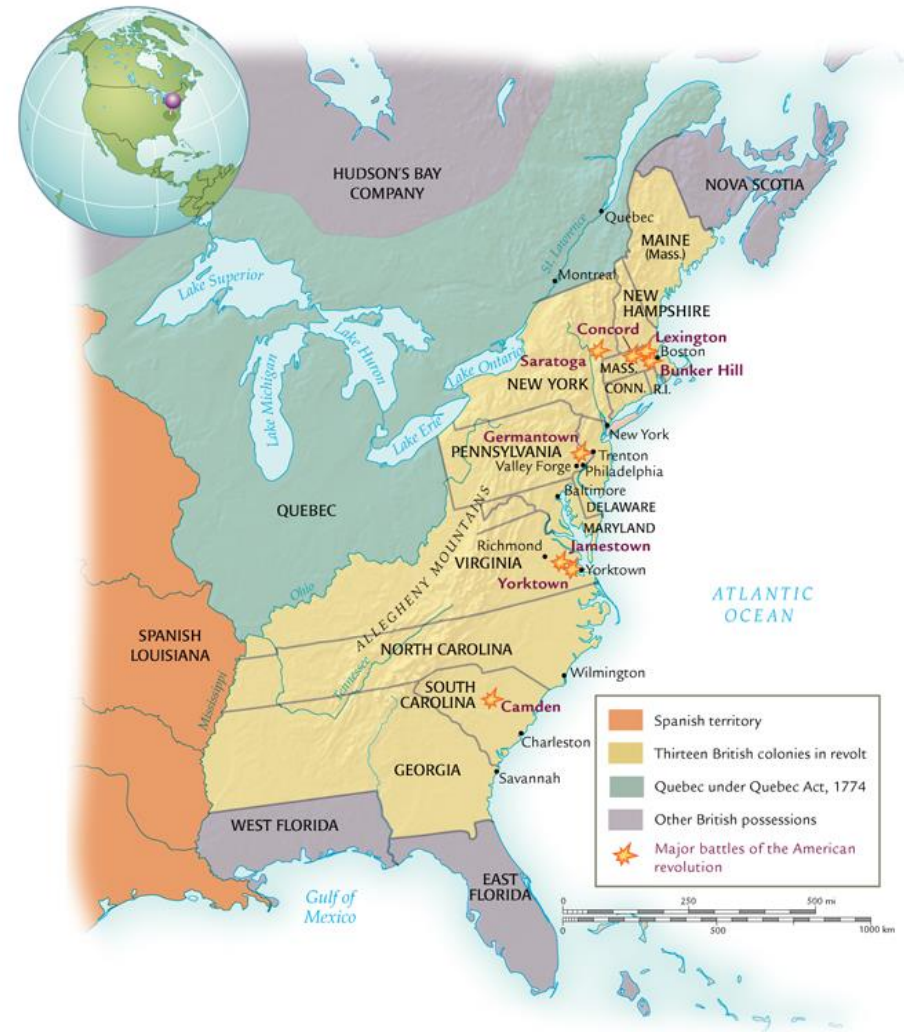 HUDSON'S BAY
COMPANY
NOVA SCOTIA
Quebec
St. Lawrence
MAINE
(Mass.)
Lake Superior
Montreal
NEW
HAMPSHIRE
Lake Huron
Lake Michigan
Concord
Lexington
Boston
Saratoga
MASS.
Bunker Hill
Lake Ontario
NEW YORK
CONN.
R.I.
Lake Erie
New York
Germantown
PENNSYLVANIA
Trenton
Valley Forge
Philadelphia
Baltimore
QUEBEC
DELAWARE
MARYLAND
Jamestown
Richmond
VIRGINIA
Yorktown
Yorktown
ALLEGHENY MOUNTAINS
Ohio
ATLANTIC
OCEAN
SPANISH
LOUISIANA
NORTH CAROLINA
Tennessee
Wilmington
Mississippi
SOUTH
CAROLINA
Camden
Charleston
GEORGIA
Savannah
WEST FLORIDA
EAST
FLORIDA
Gulf of
Mexico
Spanish territory
Thirteen British colonies in revolt
Quebec under Quebec Act, 1774
Other British possessions
Major battles of the American
revolution
0 250 500 mi
0 500 1000 km